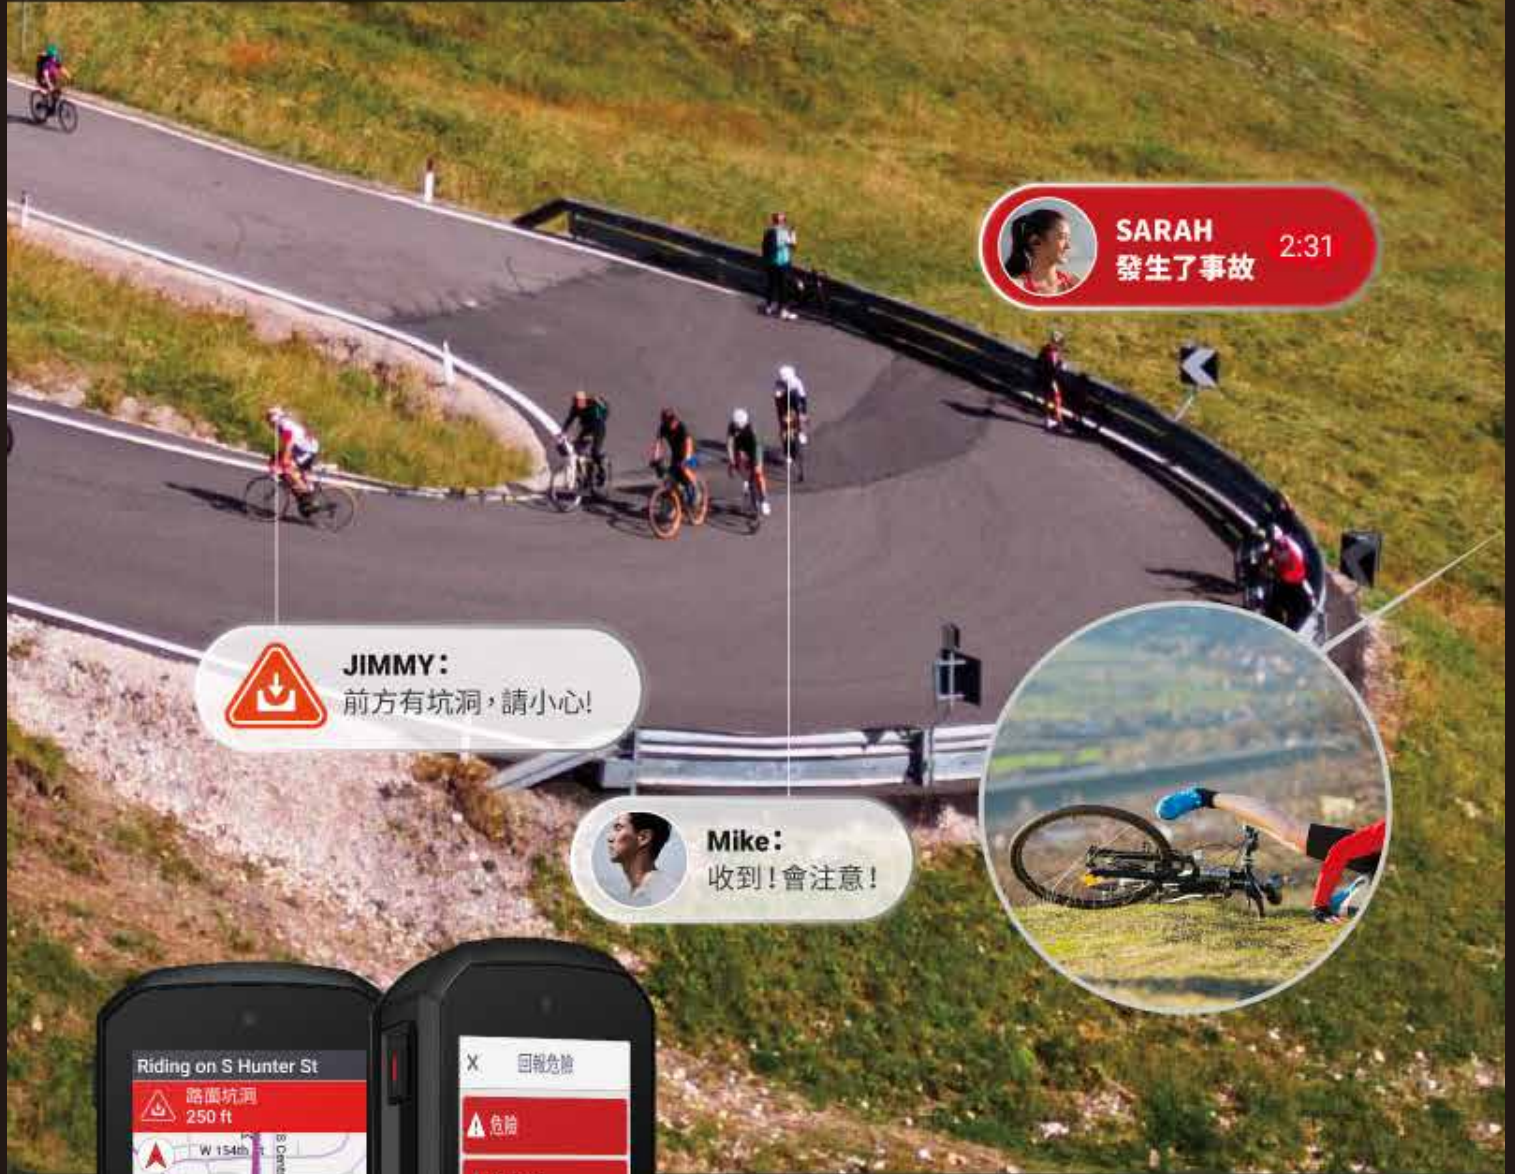 SARAH
發生了事故
2:31
JIMMY：
前方有坑洞，請小心!
Mike：
收到！會注意！
Riding on S Hunter St
路面坑洞
250 ft
W 154th
S Cent
X 回報危險
危險